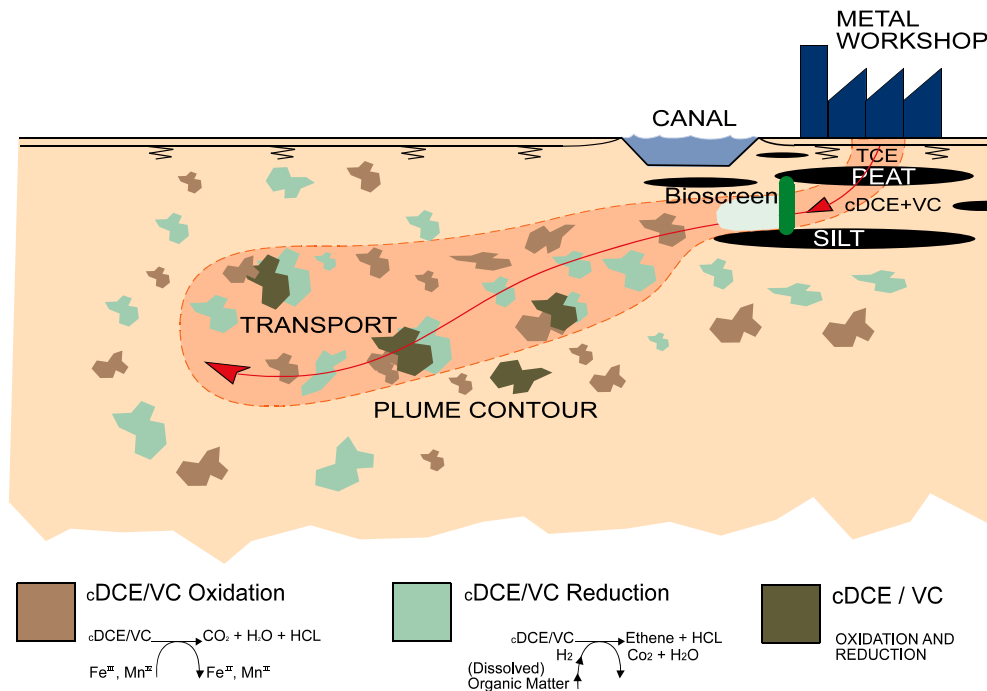 METAL
WORKSHOP
CANAL
TCE
PEAT
Bioscreen
cDCE+VC
SILT
TRANSPORT
PLUME CONTOUR
cDCE/VC Oxidation
cDCE/VC Reduction
cDCE / VC
OXIDATION AND
REDUCTION
cDCE/VC
CO₂ + H₂O + HCL
Fe
, Mn
Fe
, Mn
cDCE/VC
Ethene + HCL
H₂
Co₂ + H₂O
(Dissolved)
Organic Matter